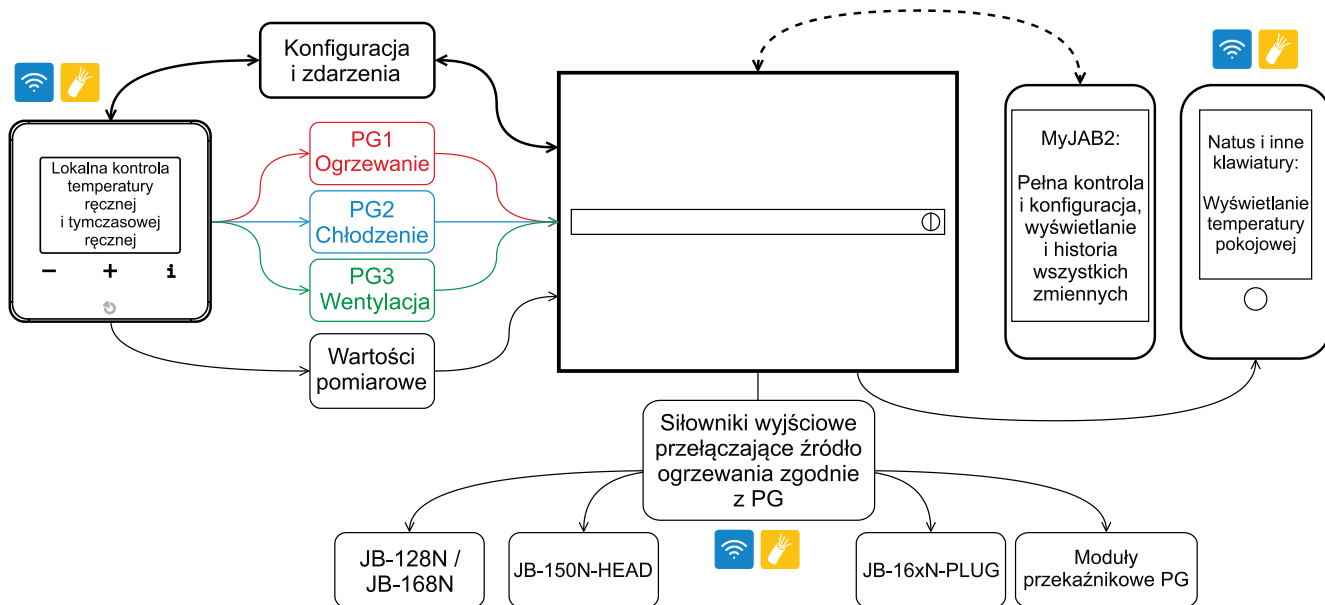 Konfiguracja
i zdarzenia
Lokalna kontrola
temperatury
ręcznej
i tymczasowej
ręcznej
− + i
PG1
Ogrzewanie
PG2
Chłodzenie
PG3
Wentylacja
Wartości
pomiarowe
MyJAB2:
Pełna kontrola
i konfiguracja,
wyświetlanie
i historia
wszystkich
zmiennych
Natus i inne
klawiatury:
Wyświetlanie
temperatury
pokojowej
Siłowniki wyjściowe
przełączające źródło
ogrzewania zgodnie
z PG
JB-128N /
JB-168N
JB-150N-HEAD
JB-16xN-PLUG
Moduły
przekaźnikowe PG